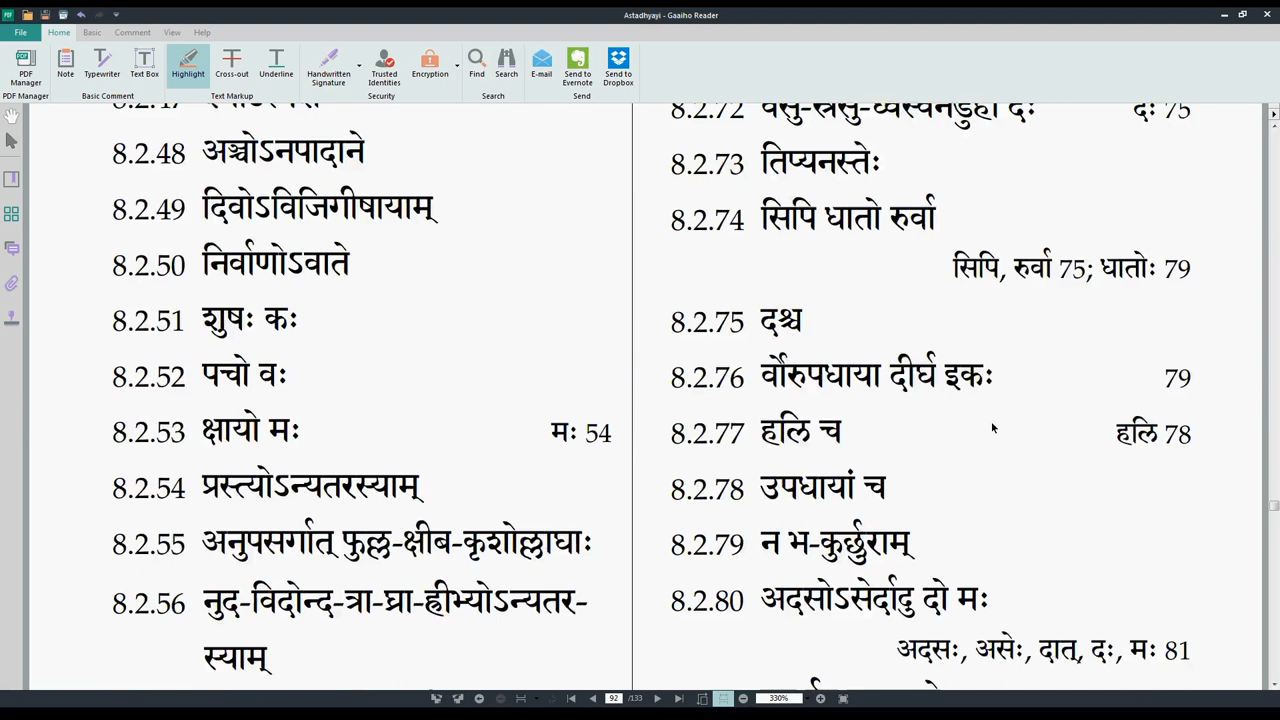 Astadhyayi - Gaaiho Reader
File Home Basic Comment View Help
PDF Manager Note Typewriter Text Box Highlight Cross-out Underline Handwritten Signature Trusted Identities Encryption Find Search E-mail Send to Evernote Send to Dropbox
PDF Manager Basic Comment Text Markup Security Search Send
8.2.48 अञ्चोऽनपादाने
8.2.49 दिवोऽविजिगीषायाम्
8.2.50 निर्वाणोऽवाते
8.2.51 शुषः कः
8.2.52 पचो वः
8.2.53 क्षायो मः मः 54
8.2.54 प्रस्त्योऽन्यतरस्याम्
8.2.55 अनुपसर्गात् फुल्ल-क्षीब-कृशोल्लाघाः
8.2.56 नुद-विदोन्द-त्रा-घ्रा-ह्रीभ्योऽन्यतर-
स्याम्
8.2.72 वसु-स्रंसु-ध्वंस्वनडुहां दः दः 75
8.2.73 तिप्यनस्तेः
8.2.74 सिपि धातो रुर्वा
सिपि, रुर्वा 75; धातोः 79
8.2.75 दश्च
8.2.76 र्वोरुपधाया दीर्घ इकः 79
8.2.77 हलि च हलि 78
8.2.78 उपधायां च
8.2.79 न भ-कुर्छुराम्
8.2.80 अदसोऽसेर्दादु दो मः
अदसः, असेः, दात्, दः, मः 81
92 /133 330%